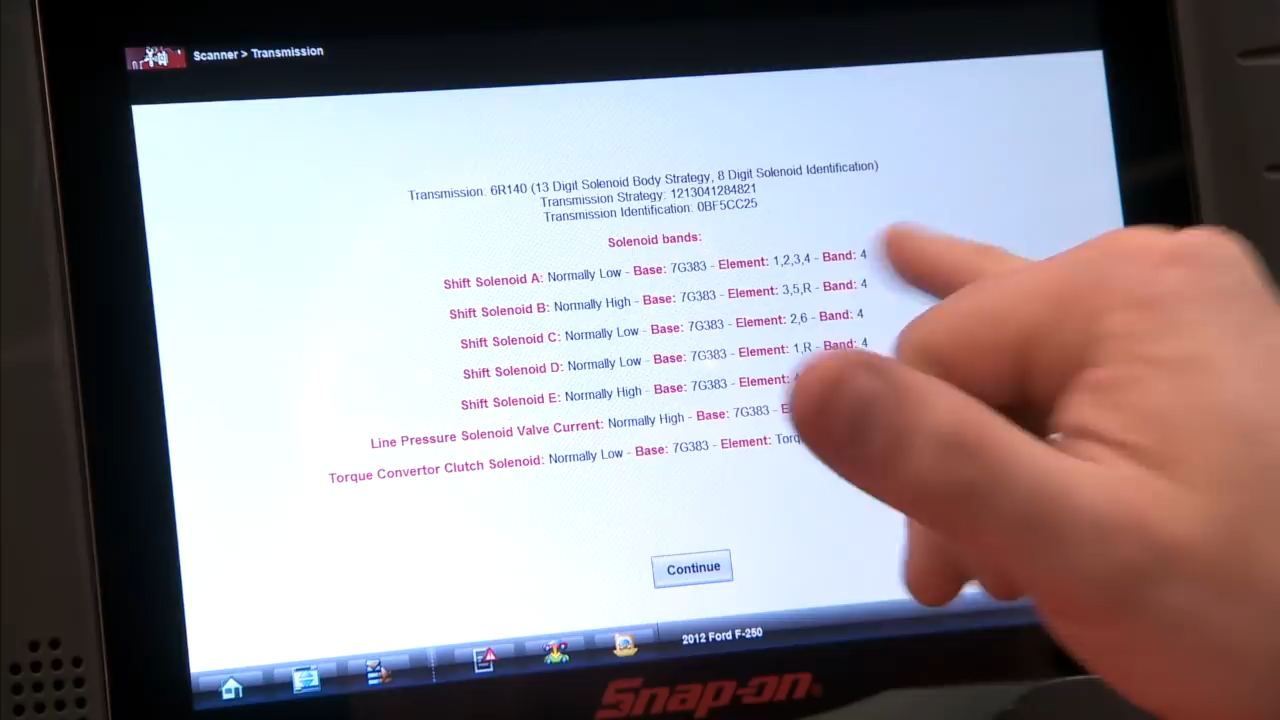 Scanner > Transmission
Transmission: 6R140 (13 Digit Solenoid Body Strategy, 8 Digit Solenoid Identification)
Transmission Strategy: 1213041284821
Transmission Identification: 0BF5CC25
Solenoid bands:
Shift Solenoid A: Normally Low - Base: 7G383 - Element: 1,2,3,4 - Band: 4
Shift Solenoid B: Normally High - Base: 7G383 - Element: 3,5,R - Band: 4
Shift Solenoid C: Normally Low - Base: 7G383 - Element: 2,6 - Band: 4
Shift Solenoid D: Normally Low - Base: 7G383 - Element: 1,R - Band: 4
Shift Solenoid E: Normally High - Base: 7G383 - Element:
Line Pressure Solenoid Valve Current: Normally High - Base: 7G383 -
Torque Convertor Clutch Solenoid: Normally Low - Base: 7G383 - Element:
Continue
2012 Ford F-250
Snap-on